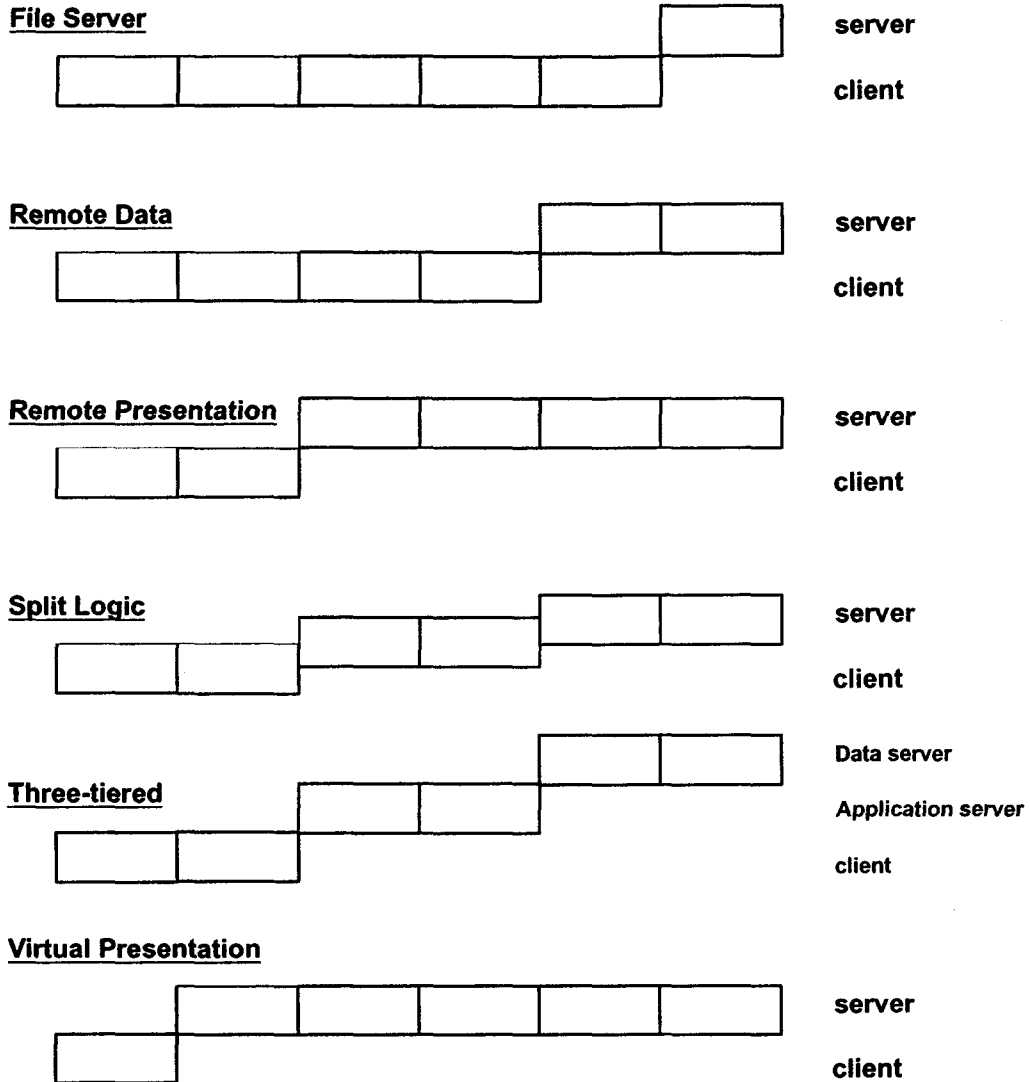 File Server
server
client
Remote Data
server
client
Remote Presentation
server
client
Split Logic
server
client
Three-tiered
Data server
Application server
client
Virtual Presentation
server
client